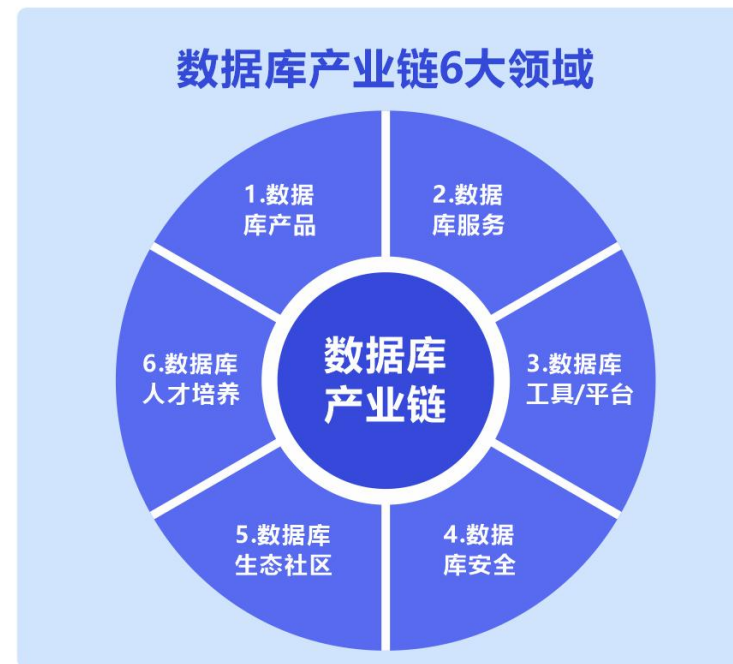 数据库产业链6大领域
1.数据
库产品
2.数据
库服务
3.数据库
工具/平台
4.数据
库安全
5.数据库
生态社区
6.数据库
人才培养
数据库
产业链